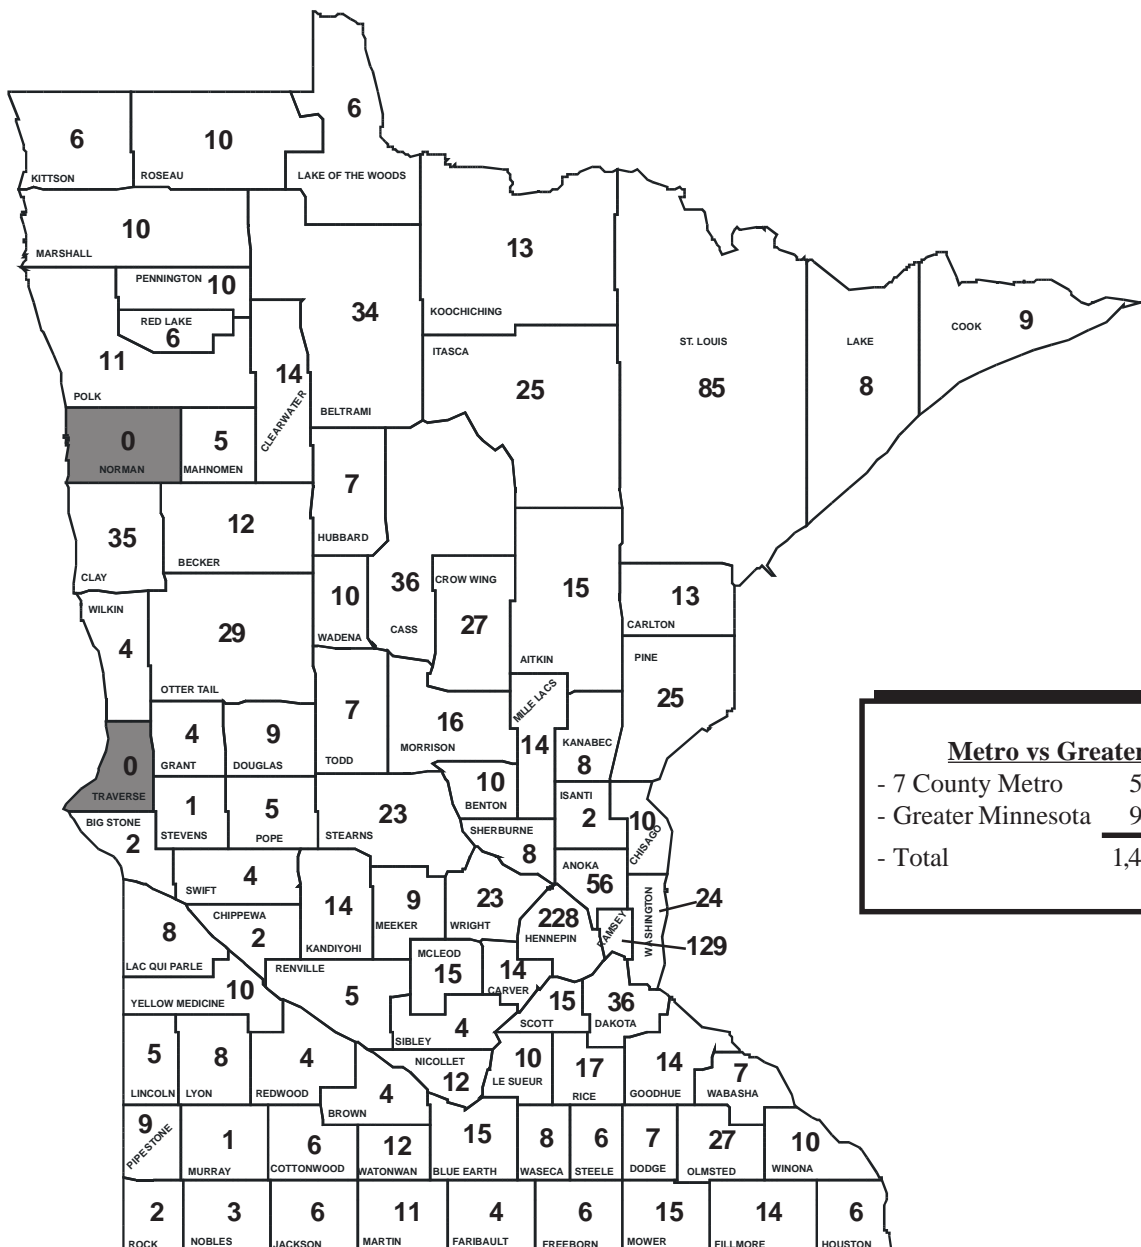 6
LAKE OF THE WOODS
6
KITTSON
10
ROSEAU
10
MARSHALL
13
KOOCHICHING
PENNINGTON 10
RED LAKE
6
34
BELTRAMI
11
POLK
14
CLEARWATER
ITASCA
25
ST. LOUIS
85
LAKE
8
COOK 9
0
NORMAN
5
MAHNOMEN
7
HUBBARD
35
CLAY
12
BECKER
36
CASS
CROW WING
27
15
AITKIN
13
CARLTON
WILKIN
4
29
OTTER TAIL
10
WADENA
PINE
25
7
TODD
16
MORRISON
MILLE LACS
14
KANABEC
8
4
GRANT
9
DOUGLAS
0
TRAVERSE
10
BENTON
ISANTI
2
10
CHISAGO
BIG STONE
2
1
STEVENS
5
POPE
23
STEARNS
SHERBURNE
8
ANOKA
56
4
SWIFT
14
KANDIYOHI
9
MEEKER
23
WRIGHT
228
HENNEPIN
RAMSEY
129
WASHINGTON
24
8
LAC QUI PARLE
CHIPPEWA
2
RENVILLE
5
MCLEOD
15
14
CARVER
15
SCOTT
36
DAKOTA
10
YELLOW MEDICINE
4
SIBLEY
5
LINCOLN
8
LYON
4
REDWOOD
NICOLLET
12
10
LE SUEUR
17
RICE
14
GOODHUE
7
WABASHA
4
BROWN
9
PIPESTONE
1
MURRAY
6
COTTONWOOD
12
WATONWAN
15
BLUE EARTH
8
WASECA
6
STEELE
7
DODGE
27
OLMSTED
10
WINONA
2
ROCK
3
NOBLES
6
JACKSON
11
MARTIN
4
FARIBAULT
6
FREEBORN
15
MOWER
14
FILLMORE
6
HOUSTON
Metro vs Greater
- 7 County Metro 5
- Greater Minnesota 9
- Total 1,4